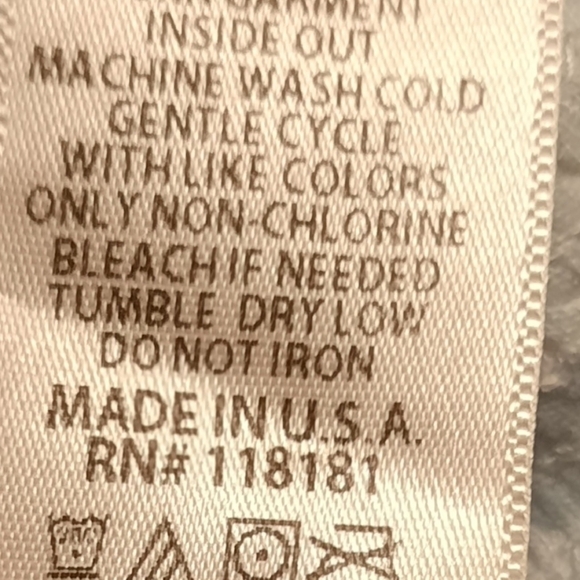 GARMENT
INSIDE OUT
MACHINE WASH COLD
GENTLE CYCLE
WITH LIKE COLORS
ONLY NON-CHLORINE
BLEACH IF NEEDED
TUMBLE DRY LOW
DO NOT IRON
MADE IN U.S.A.
RN# 118181